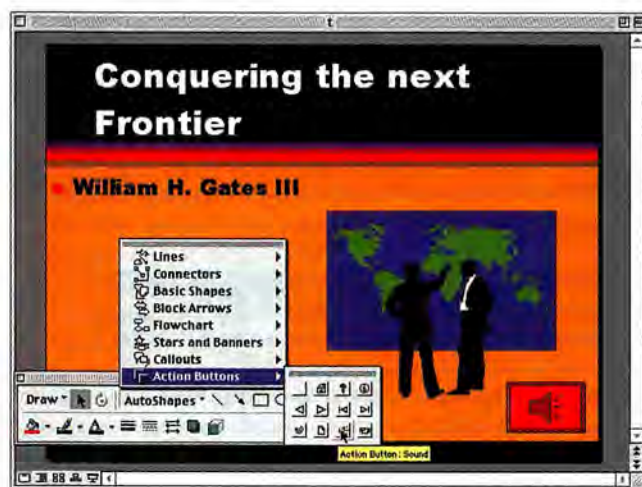 t
Conquering the next
Frontier
William H. Gates III
Lines
Connectors
Basic Shapes
Block Arrows
Flowchart
Stars and Banners
Callouts
Action Buttons
Draw
AutoShapes
Action Button: Sound